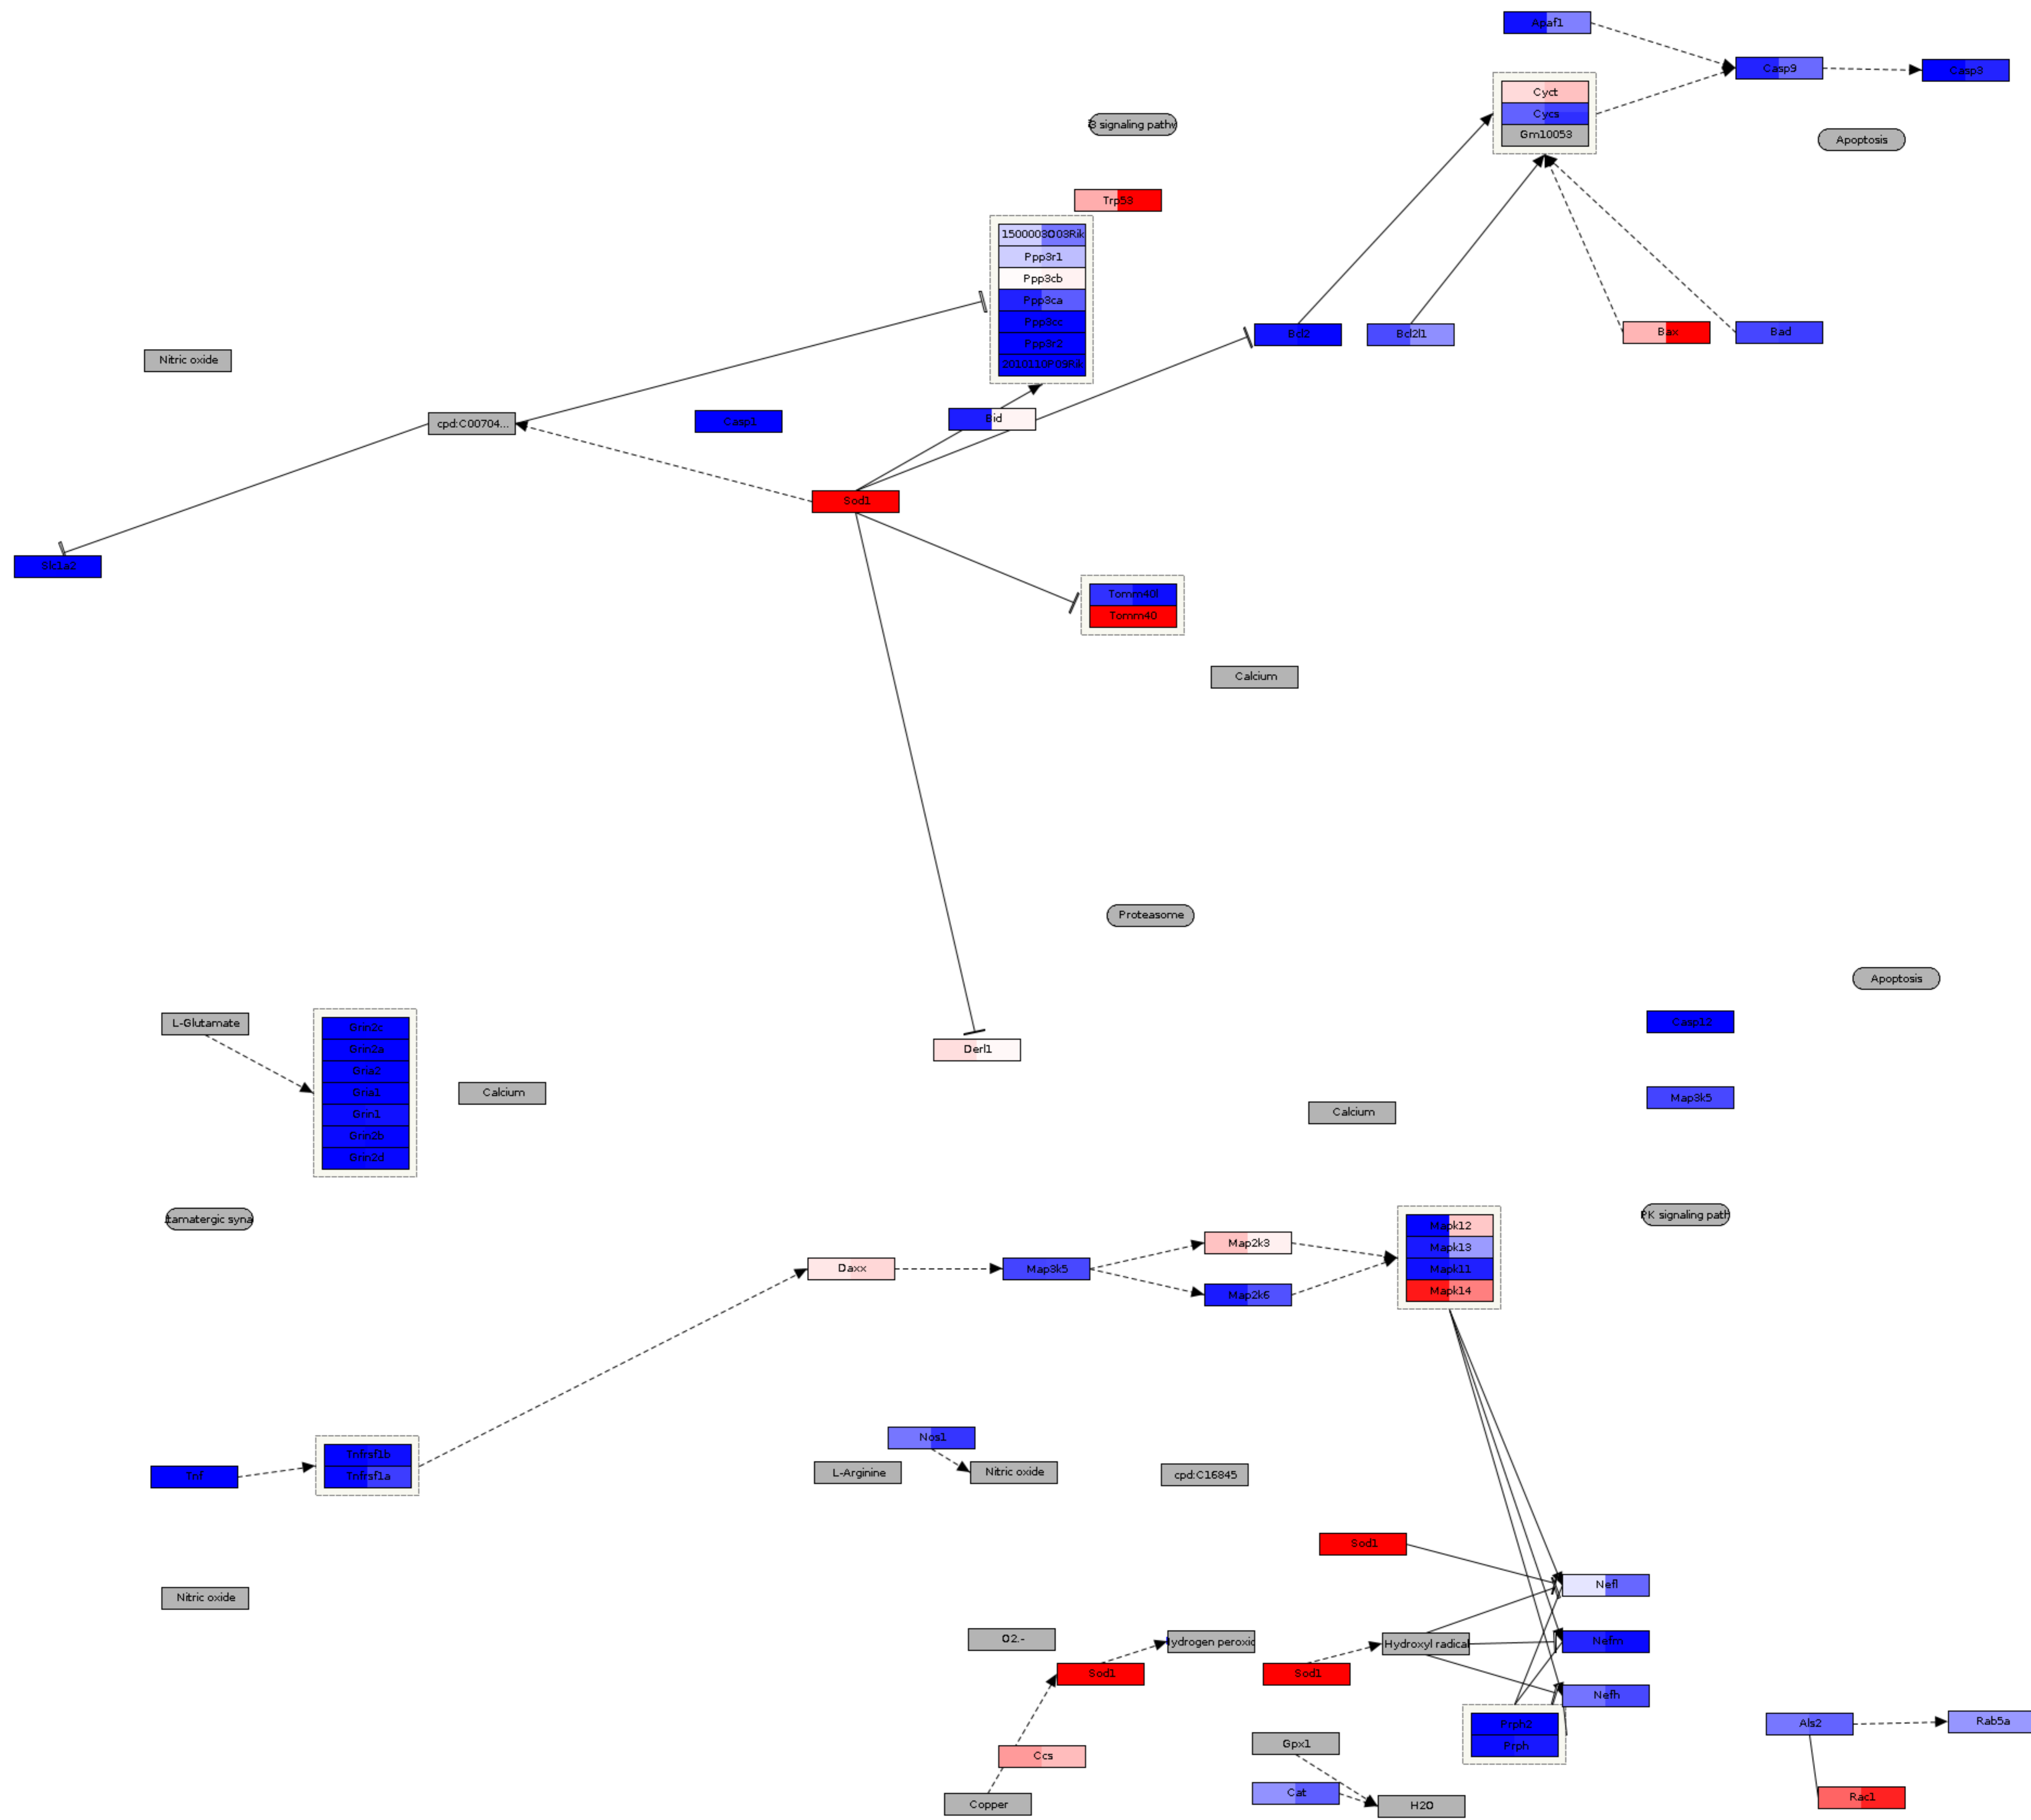 Apaf1
Casp9
Casp3
Cyct
Cycs
Gm10053
3 signaling pathw
Apoptosis
Trp53
1500003O03Rik
Ppp3r1
Ppp3cb
Ppp3ca
Ppp3cc
Ppp3r2
2010110P09Rik
Bcl2
Bcl2l1
Bax
Bad
Nitric oxide
cpd:C00704...
Casp1
Bid
Sod1
Slc1a2
Tomm40l
Tomm40
Calcium
Proteasome
Apoptosis
L-Glutamate
Grin2c
Grin2a
Gria2
Gria1
Grin1
Grin2b
Grin2d
Casp12
Derl1
Calcium
Calcium
Map3k5
tamatergic syna
PK signaling path
Mapk12
Mapk13
Mapk11
Mapk14
Map2k3
Daxx
Map3k5
Map2k6
Nos1
Tnf
Tnfrsf1b
Tnfrsf1a
L-Arginine
Nitric oxide
cpd:C16845
Sod1
Nitric oxide
Nefl
O2.-
ydrogen peroxid
Hydroxyl radical
Nefm
Sod1
Sod1
Nefh
Prph2
Prph
Als2
Rab5a
Ccs
Gpx1
Cat
Copper
H2O
Rac1